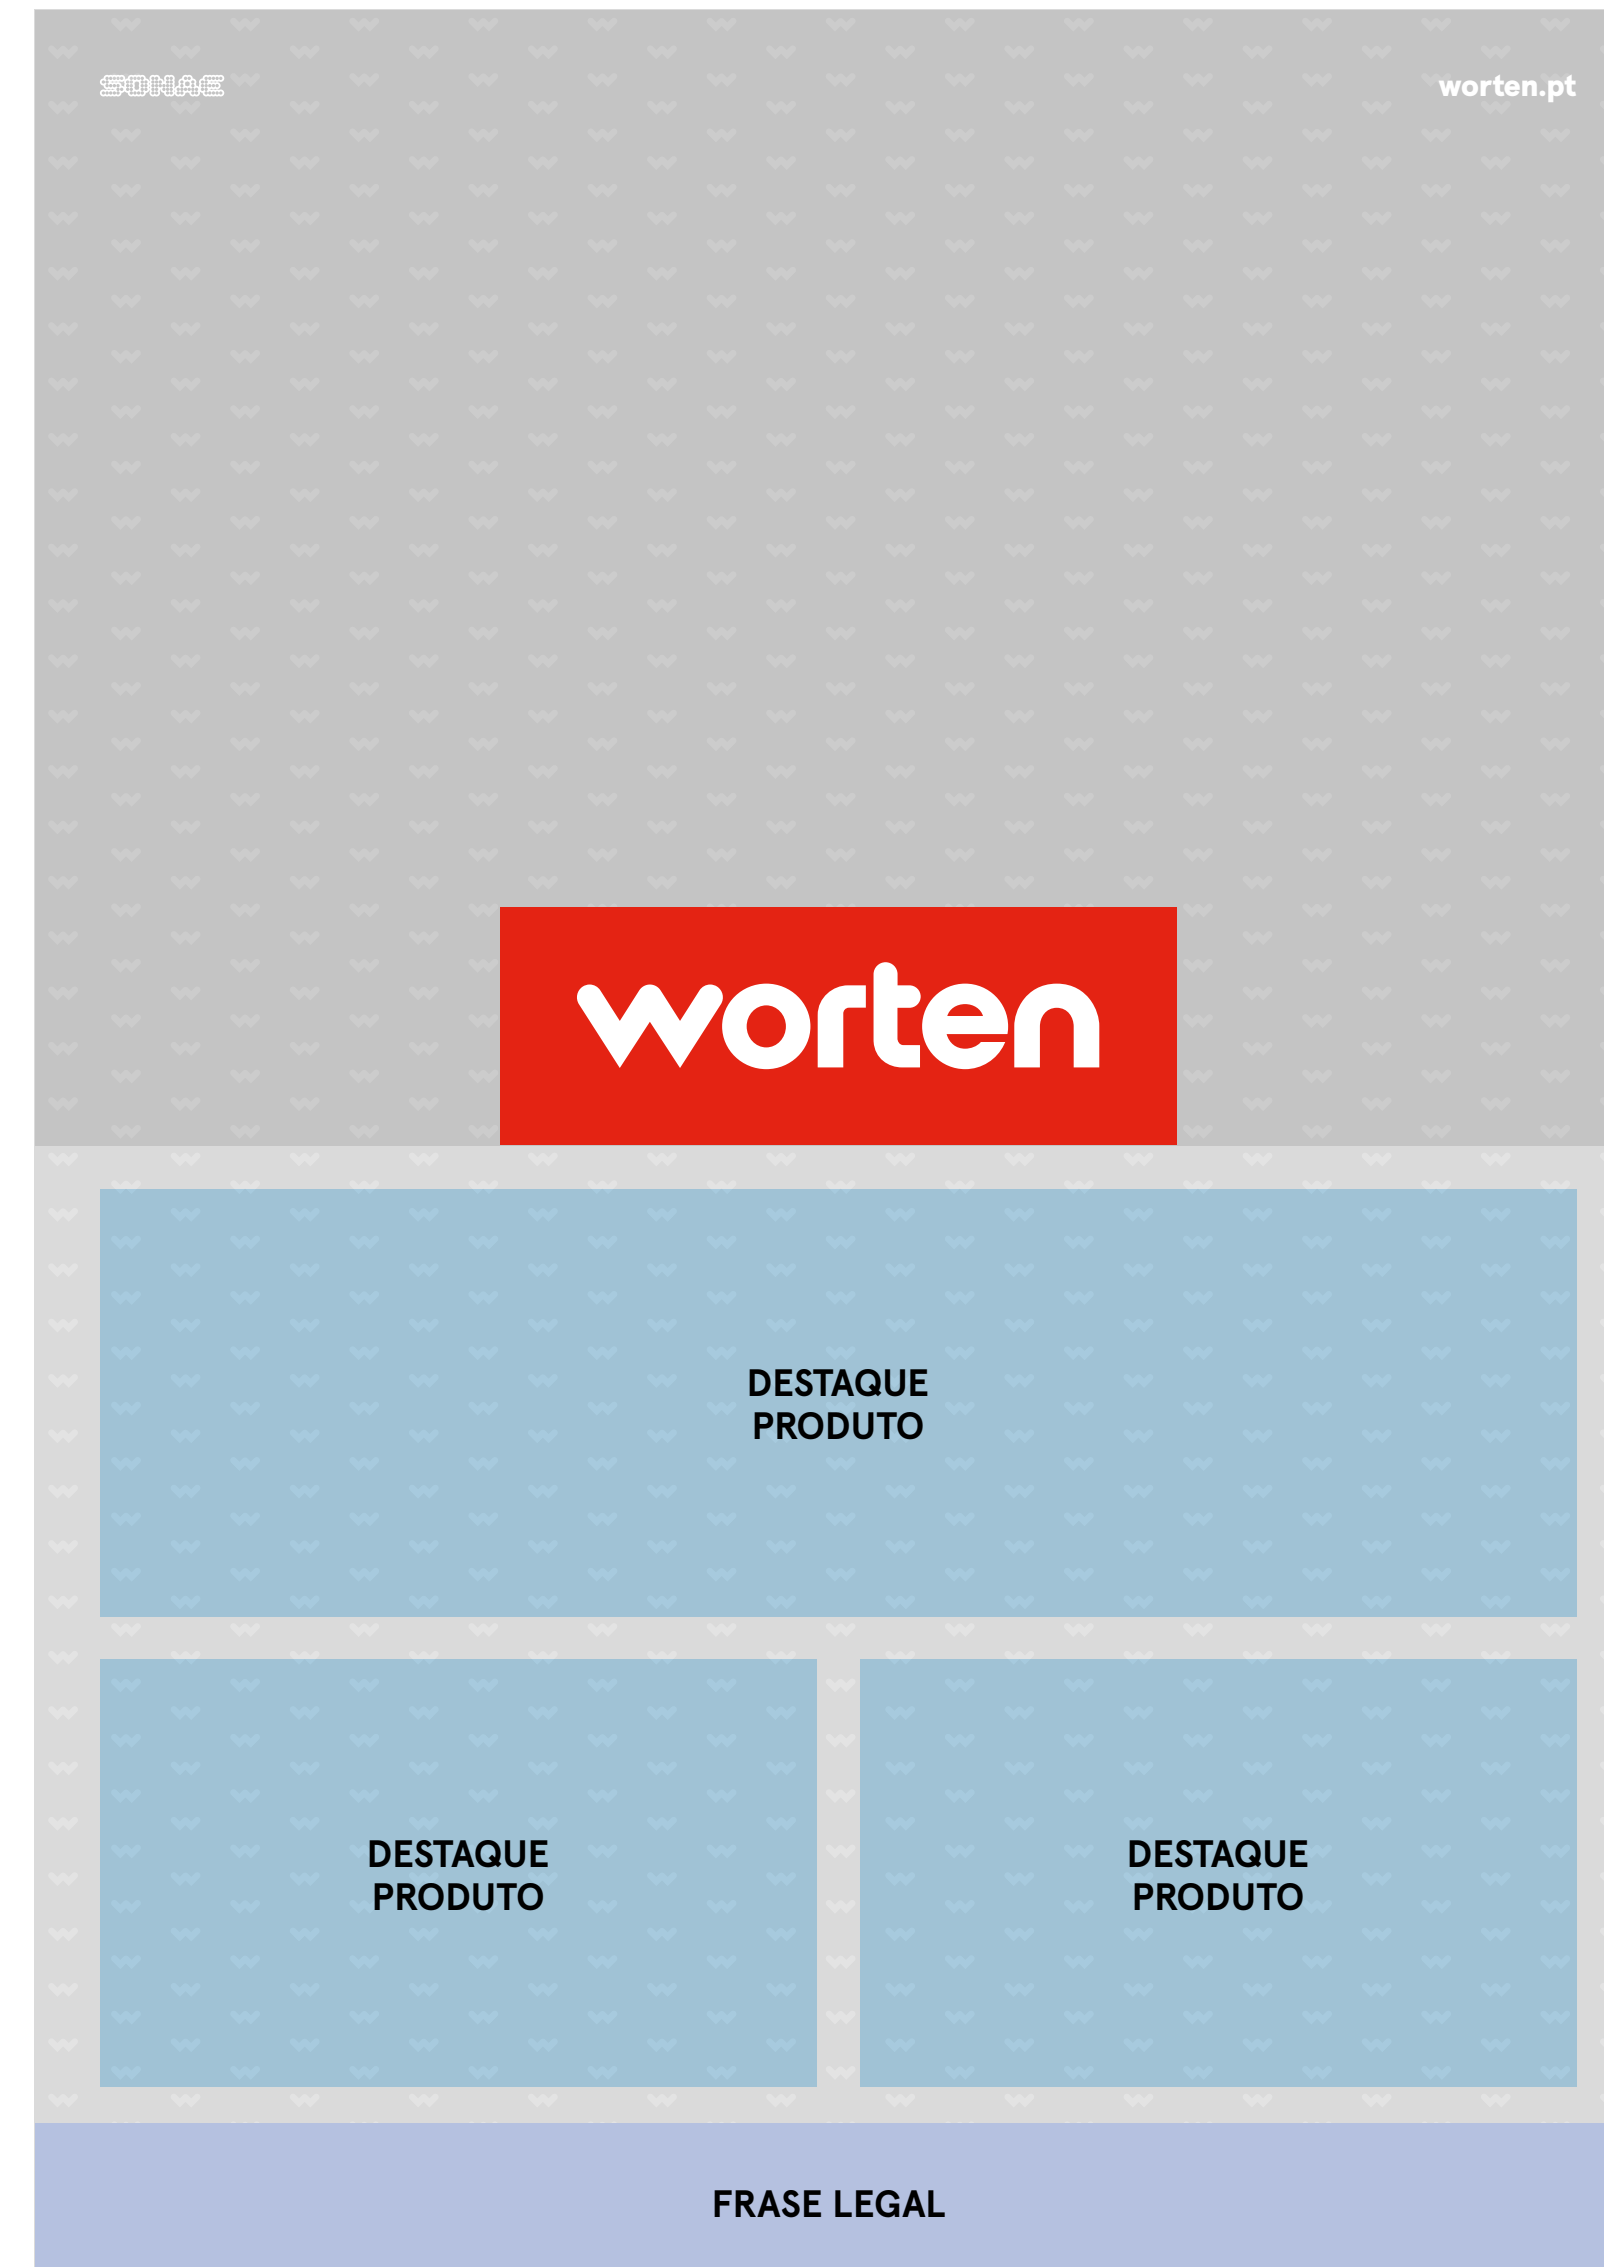 SONAE
worten.pt
worten
DESTAQUE
PRODUTO
DESTAQUE
PRODUTO
DESTAQUE
PRODUTO
FRASE LEGAL